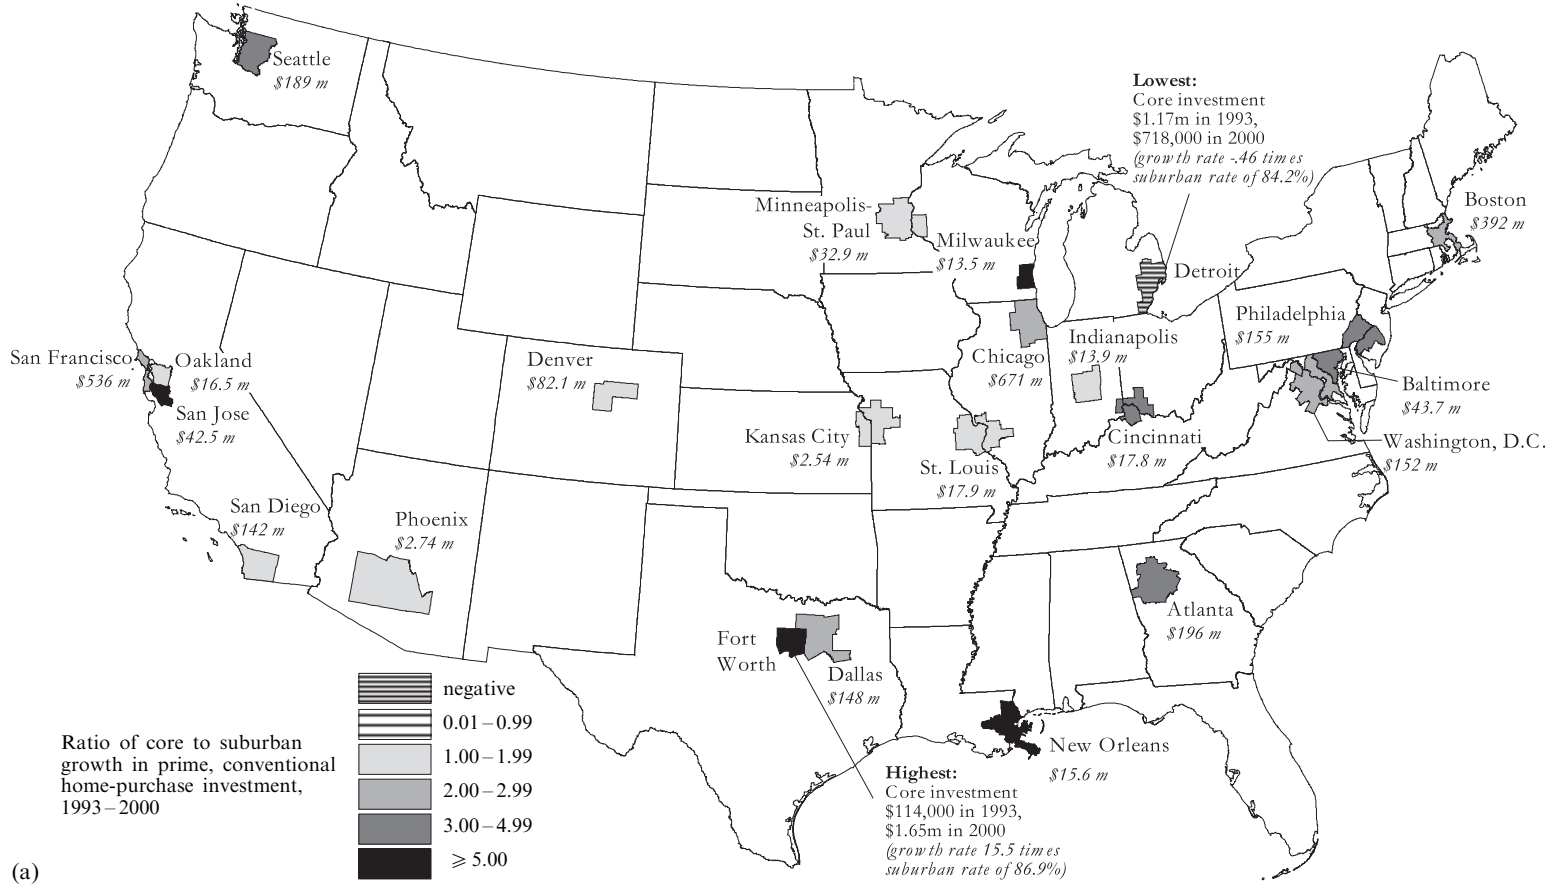 Seattle
$189 m
Lowest:
Core investment
$1.17m in 1993,
$718,000 in 2000
(growth rate -.46 times
suburban rate of 84.2%)
Minneapolis-
St. Paul
$32.9 m
Milwaukee
$13.5 m
Boston
$392 m
Detroit
Philadelphia
$155 m
Indianapolis
$13.9 m
Chicago
$671 m
San Francisco
$536 m
Oakland
$16.5 m
San Jose
$42.5 m
Denver
$82.1 m
Baltimore
$43.7 m
Kansas City
$2.54 m
St. Louis
$17.9 m
Cincinnati
$17.8 m
Washington, D.C.
$152 m
San Diego
$142 m
Phoenix
$2.74 m
Atlanta
$196 m
Fort
Worth
Dallas
$148 m
New Orleans
$15.6 m
Highest:
Core investment
$114,000 in 1993,
$1.65m in 2000
(growth rate 15.5 times
suburban rate of 86.9%)
Ratio of core to suburban
growth in prime, conventional
home-purchase investment,
1993–2000
negative
0.01–0.99
1.00–1.99
2.00–2.99
3.00–4.99
⩾ 5.00
(a)